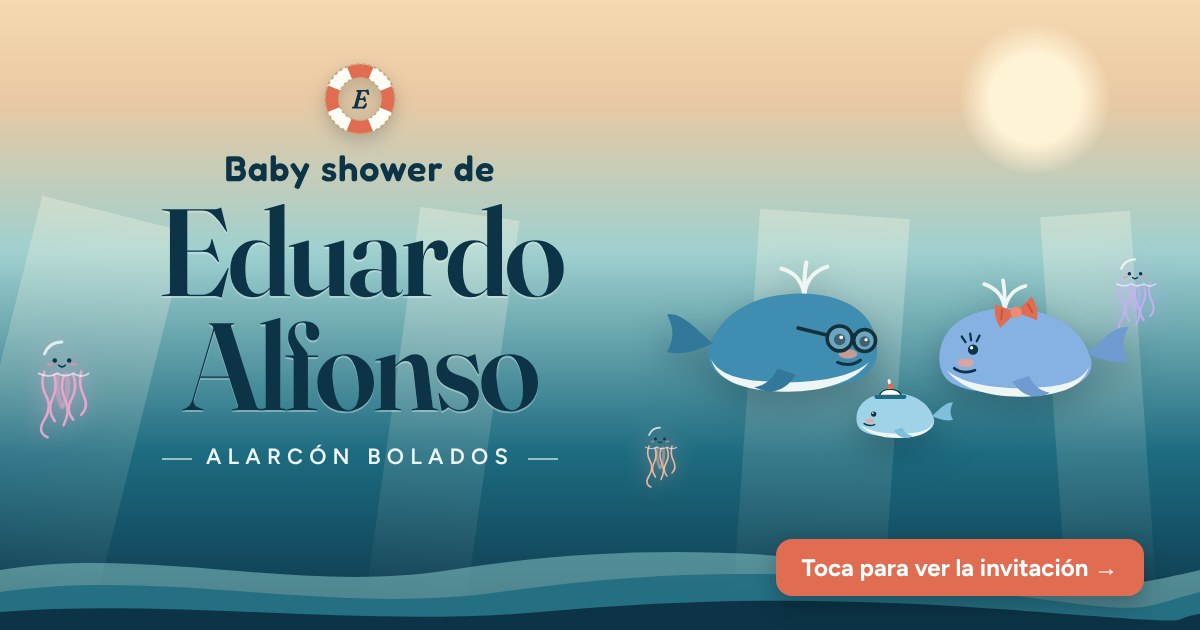 E
Baby shower de
Eduardo
Alfonso
ALARCÓN BOLADOS
Toca para ver la invitación →